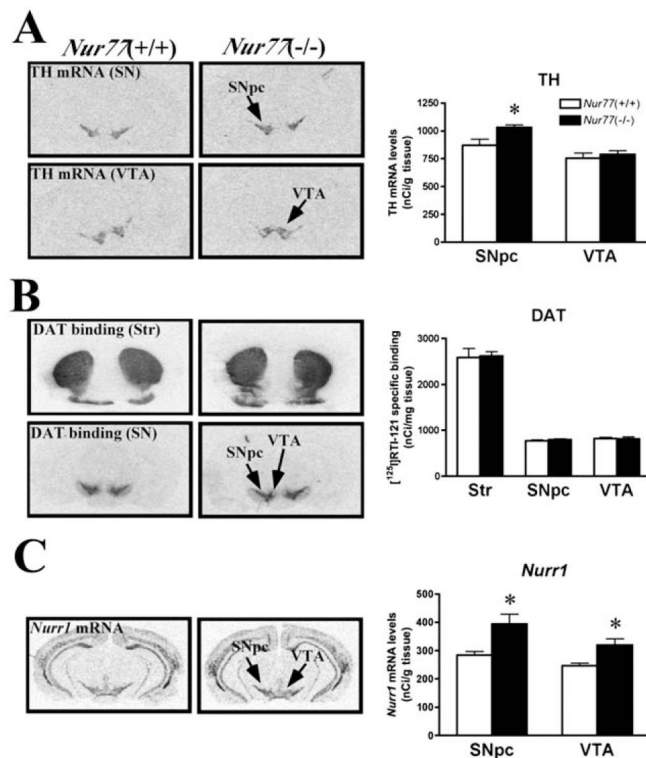 A
Nur77(+/+)
Nur77(-/-)
TH mRNA (SN)
SNpc
TH mRNA (VTA)
VTA
TH
Nur77(+/+)
Nur77(-/-)
TH mRNA levels
(nCi/g tissue)
1250
1000
750
500
250
0
*
SNpc
VTA
B
DAT binding (Str)
DAT binding (SN)
SNpc
VTA
DAT
[¹²⁵I]RTI-121 specific binding
(nCi/mg tissue)
3000
2000
1000
0
Str
SNpc
VTA
C
Nurr1 mRNA
SNpc
VTA
Nurr1
Nurr1 mRNA levels
(nCi/g tissue)
400
300
200
100
0
*
*
SNpc
VTA